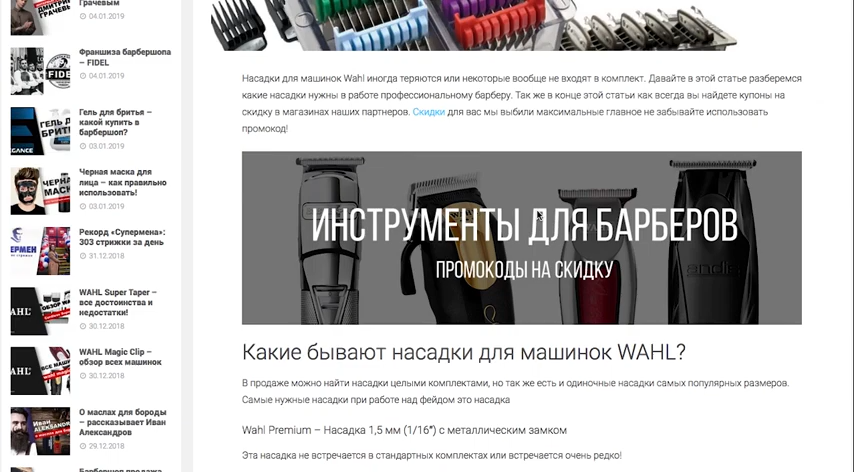 Грачевым
04.01.2019
Франшиза барбершопа
– FIDEL
04.01.2019
Гель для бритья –
какой купить в
барбершоп?
03.01.2019
Черная маска для
лица – как правильно
использовать!
03.01.2019
Рекорд «Супермена»:
303 стрижки за день
31.12.2018
WAHL Super Taper –
все достоинства и
недостатки!
30.12.2018
WAHL Magic Clip –
обзор всех машинок
30.12.2018
О маслах для бороды
– рассказывает Иван
Александров
29.12.2018
Насадки для машинок Wahl иногда теряются или некоторые вообще не входят в комплект. Давайте в этой статье разберемся
какие насадки нужны в работе профессиональному барберу. Так же в конце этой статьи как всегда вы найдете купоны на
скидку в магазинах наших партнеров. Скидки для вас мы выбили максимальные главное не забывайте использовать
промокод!
ИНСТРУМЕНТЫ ДЛЯ БАРБЕРОВ
ПРОМОКОДЫ НА СКИДКУ
Какие бывают насадки для машинок WAHL?
В продаже можно найти насадки целыми комплектами, но так же есть и одиночные насадки самых популярных размеров.
Самые нужные насадки при работе над фейдом это насадка
Wahl Premium – Насадка 1,5 мм (1/16″) с металлическим замком
Эта насадка не встречается в стандартных комплектах или встречается очень редко!